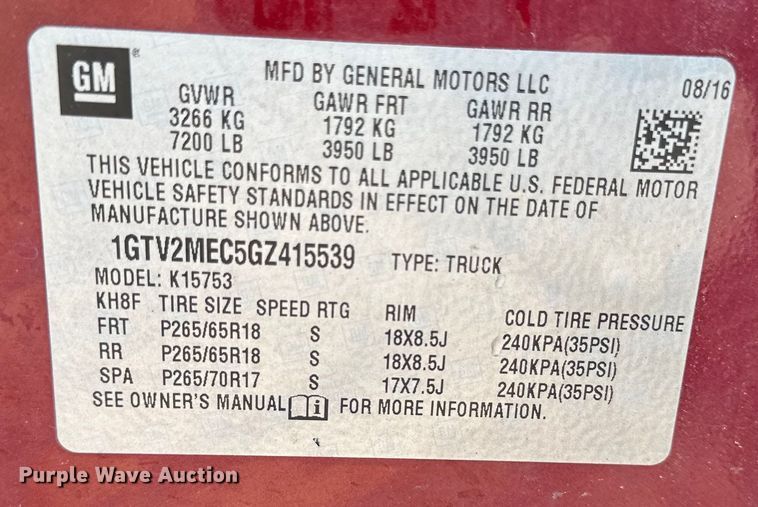 GM
MFD BY GENERAL MOTORS LLC 08/16
GVWR GAWR FRT GAWR RR
3266 KG 1792 KG 1792 KG
7200 LB 3950 LB 3950 LB
THIS VEHICLE CONFORMS TO ALL APPLICABLE U.S. FEDERAL MOTOR
VEHICLE SAFETY STANDARDS IN EFFECT ON THE DATE OF
MANUFACTURE SHOWN ABOVE.
1GTV2MEC5GZ415539 TYPE: TRUCK
MODEL: K15753
KH8F TIRE SIZE SPEED RTG RIM COLD TIRE PRESSURE
FRT P265/65R18 S 18X8.5J 240KPA(35PSI)
RR P265/65R18 S 18X8.5J 240KPA(35PSI)
SPA P265/70R17 S 17X7.5J 240KPA(35PSI)
SEE OWNER'S MANUAL i FOR MORE INFORMATION.
Purple Wave Auction